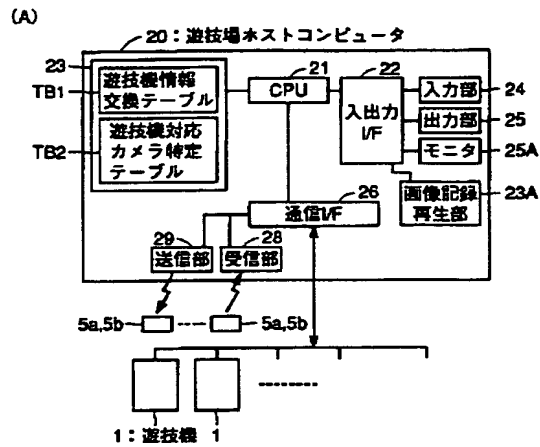 (A)
20：遊技場ホストコンピュータ
23
TB1
遊技機情報
交換テーブル
TB2
遊技機対応
カメラ特定
テーブル
21
CPU
22
入出力
I/F
入力部
24
出力部
25
モニタ
25A
画像記録
再生部
23A
26
通信I/F
29
送信部
28
受信部
5a,5b
5a,5b
1：遊技機
1